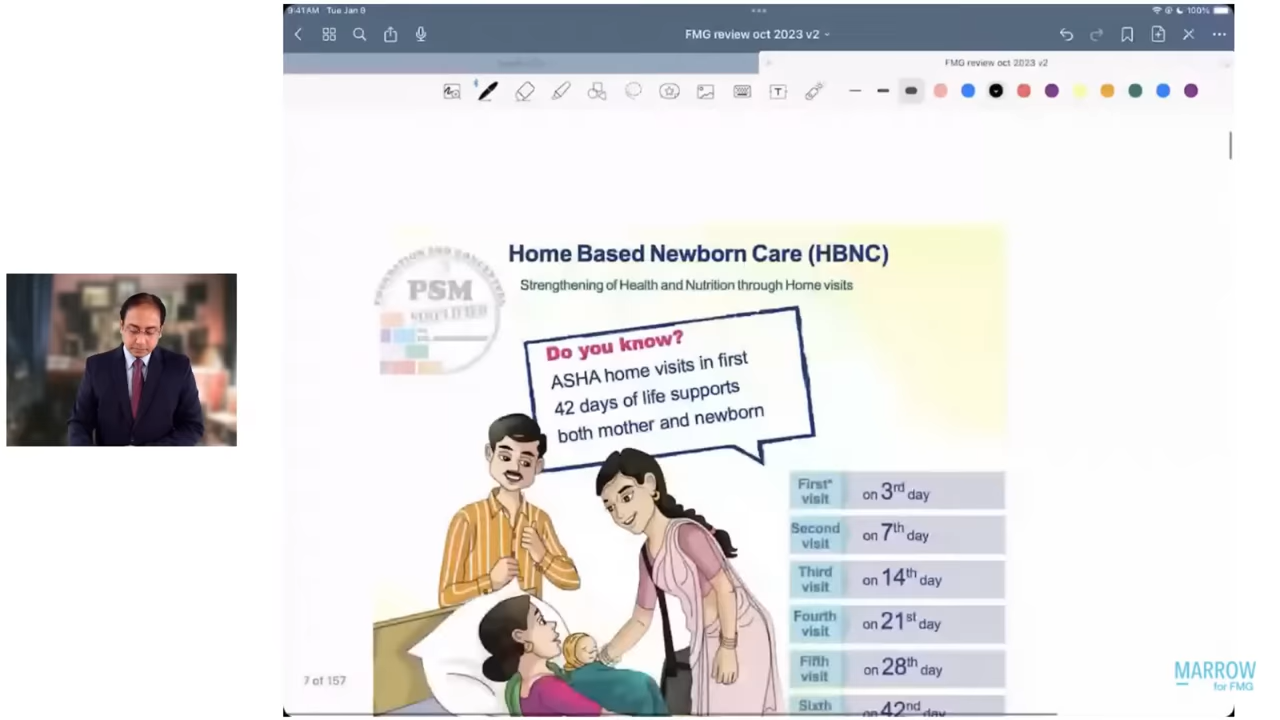 9:41 AM Tue Jan 9
100%
FMG review oct 2023 v2
FMG review oct 2023 v2
T
Home Based Newborn Care (HBNC)
Strengthening of Health and Nutrition through Home visits
PSM
SIMPLIFIED
Do you know?
ASHA home visits in first
42 days of life supports
both mother and newborn
First* visit on 3rd day
Second visit on 7th day
Third visit on 14th day
Fourth visit on 21st day
Fifth visit on 28th day
Sixth 42nd day
7 of 157
MARROW
for FMG